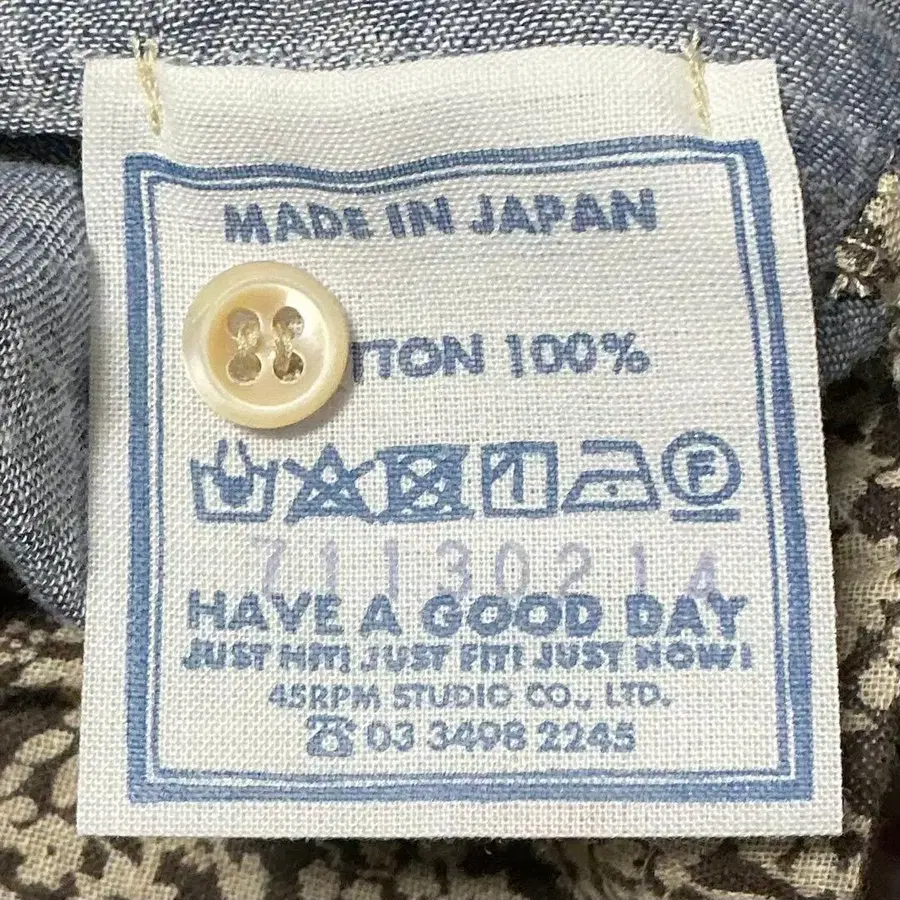 MADE IN JAPAN
TTON 100%
F
71130214
HAVE A GOOD DAY
JUST HIT! JUST FIT! JUST NOW!
45RPM STUDIO CO., LTD.
☎03 3498 2245